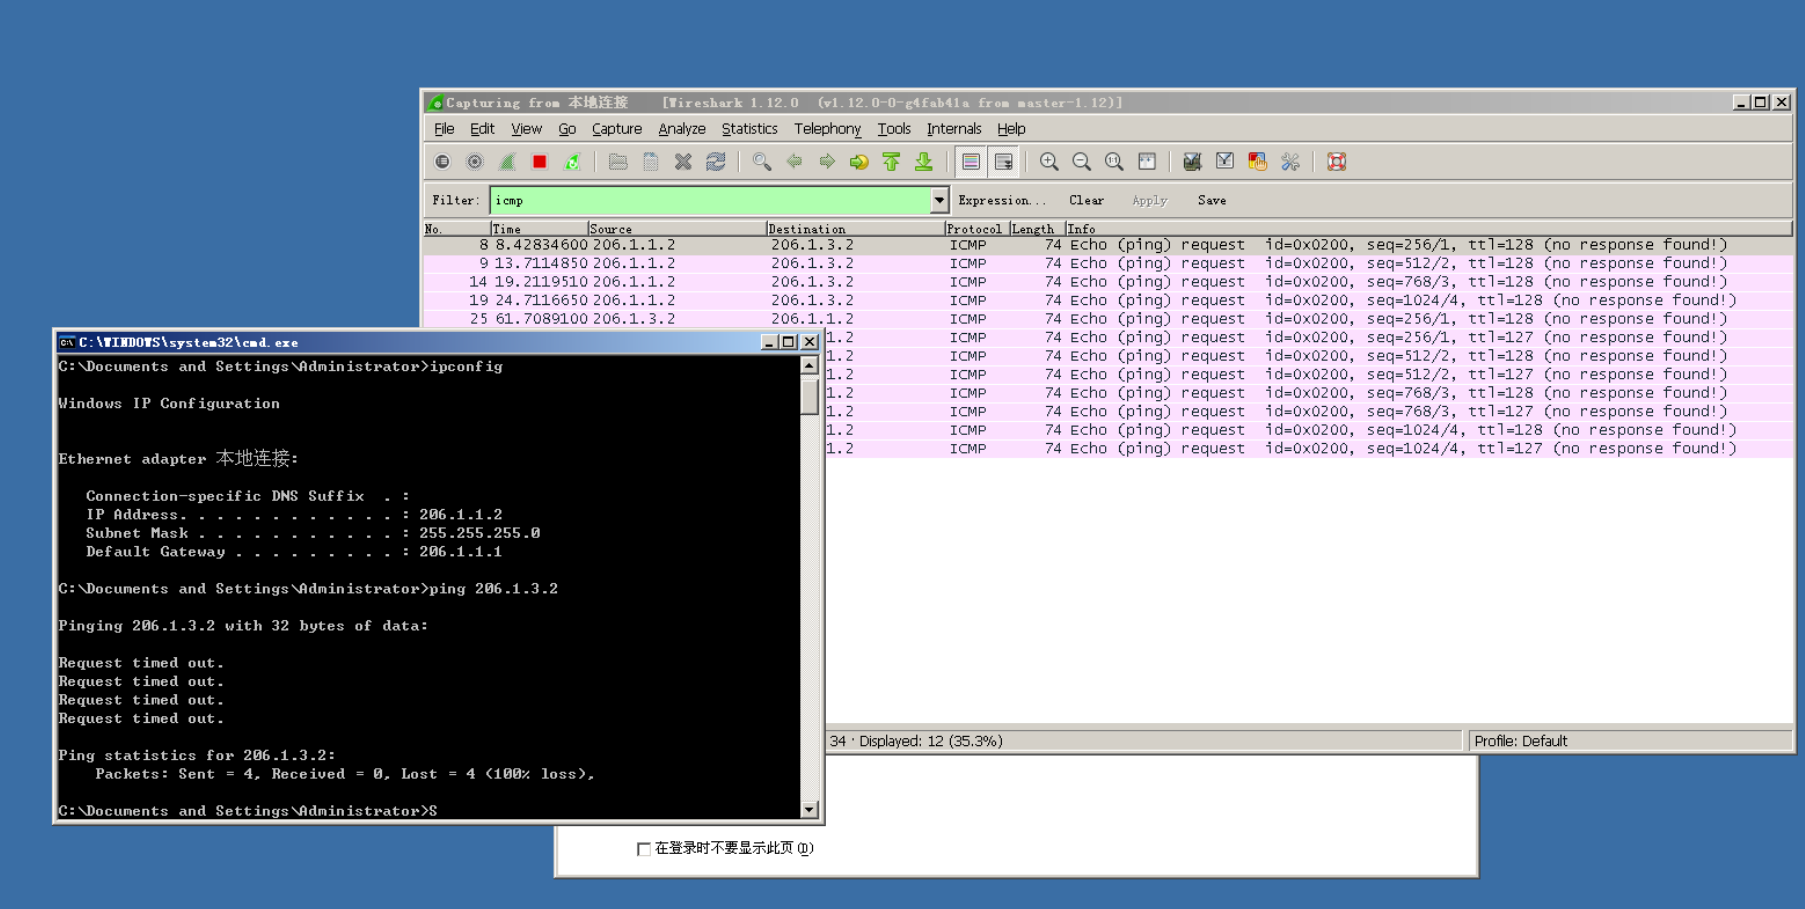 Capturing from 本地连接 [Wireshark 1.12.0 (v1.12.0-0-g4fab41a from master-1.12)]
File Edit View Go Capture Analyze Statistics Telephony Tools Internals Help
Filter: icmp Expression... Clear Apply Save
No. Time Source Destination Protocol Length Info
8 8.42834600 206.1.1.2 206.1.3.2 ICMP 74 Echo (ping) request id=0x0200, seq=256/1, ttl=128 (no response found!)
9 13.7114850 206.1.1.2 206.1.3.2 ICMP 74 Echo (ping) request id=0x0200, seq=512/2, ttl=128 (no response found!)
14 19.2119510 206.1.1.2 206.1.3.2 ICMP 74 Echo (ping) request id=0x0200, seq=768/3, ttl=128 (no response found!)
19 24.7116650 206.1.1.2 206.1.3.2 ICMP 74 Echo (ping) request id=0x0200, seq=1024/4, ttl=128 (no response found!)
25 61.7089100 206.1.3.2 206.1.1.2 ICMP 74 Echo (ping) request id=0x0200, seq=256/1, ttl=128 (no response found!)
1.2 ICMP 74 Echo (ping) request id=0x0200, seq=256/1, ttl=127 (no response found!)
1.2 ICMP 74 Echo (ping) request id=0x0200, seq=512/2, ttl=128 (no response found!)
1.2 ICMP 74 Echo (ping) request id=0x0200, seq=512/2, ttl=127 (no response found!)
1.2 ICMP 74 Echo (ping) request id=0x0200, seq=768/3, ttl=128 (no response found!)
1.2 ICMP 74 Echo (ping) request id=0x0200, seq=768/3, ttl=127 (no response found!)
1.2 ICMP 74 Echo (ping) request id=0x0200, seq=1024/4, ttl=128 (no response found!)
1.2 ICMP 74 Echo (ping) request id=0x0200, seq=1024/4, ttl=127 (no response found!)
34 · Displayed: 12 (35.3%) Profile: Default
C:\WINDOWS\system32\cmd.exe
C:\Documents and Settings\Administrator>ipconfig
Windows IP Configuration
Ethernet adapter 本地连接:
Connection-specific DNS Suffix . :
IP Address. . . . . . . . . . . . : 206.1.1.2
Subnet Mask . . . . . . . . . . . : 255.255.255.0
Default Gateway . . . . . . . . . : 206.1.1.1
C:\Documents and Settings\Administrator>ping 206.1.3.2
Pinging 206.1.3.2 with 32 bytes of data:
Request timed out.
Request timed out.
Request timed out.
Request timed out.
Ping statistics for 206.1.3.2:
Packets: Sent = 4, Received = 0, Lost = 4 (100% loss),
C:\Documents and Settings\Administrator>S
在登录时不要显示此页(D)